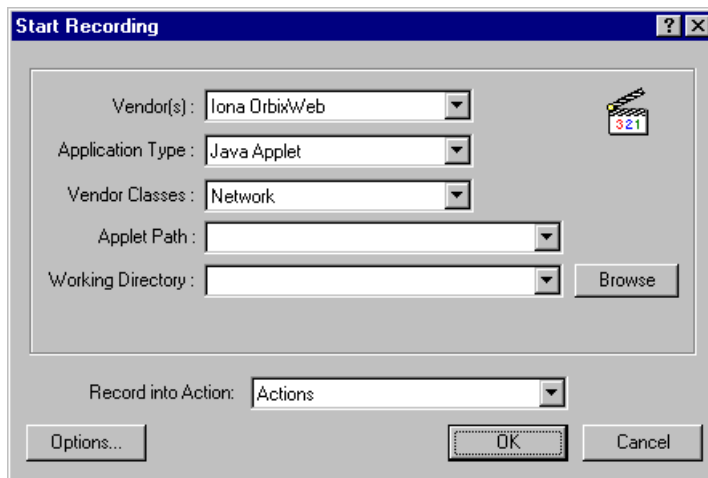 Start Recording
Vendor(s) : Iona OrbixWeb
321
Application Type : Java Applet
Vendor Classes : Network
Applet Path :
Working Directory : Browse
Record into Action: Actions
Options... OK Cancel